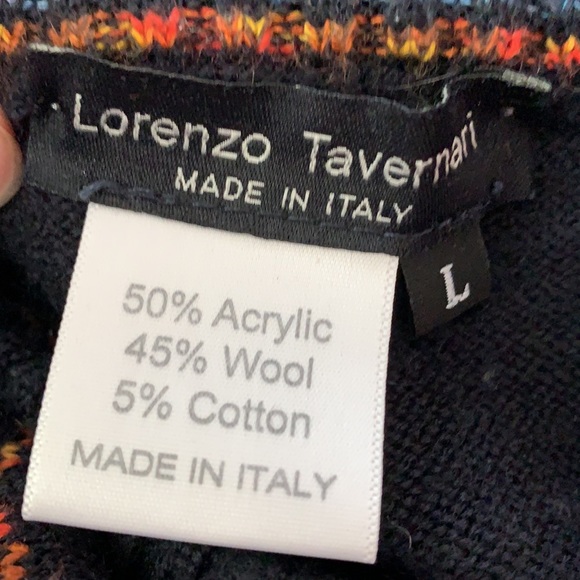 Lorenzo Tavernari
MADE IN ITALY
L
50% Acrylic
45% Wool
5% Cotton
MADE IN ITALY